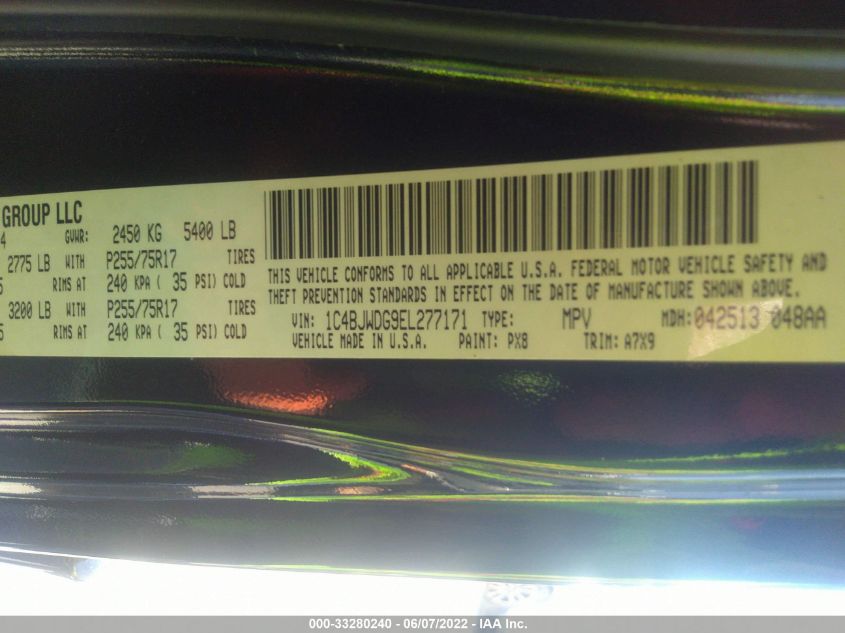 GROUP LLC
4 GVWR: 2450 KG 5400 LB
2775 LB WITH P255/75R17 TIRES
5 RIMS AT 240 KPA ( 35 PSI) COLD
3200 LB WITH P255/75R17 TIRES
5 RIMS AT 240 KPA ( 35 PSI) COLD
THIS VEHICLE CONFORMS TO ALL APPLICABLE U.S.A. FEDERAL MOTOR VEHICLE SAFETY AND
THEFT PREVENTION STANDARDS IN EFFECT ON THE DATE OF MANUFACTURE SHOWN ABOVE.
VIN: 1C4BJWDG9EL277171 TYPE: MPV MDH: 042513 048AA
VEHICLE MADE IN U.S.A. PAINT: PX8 TRIM: A7X9
000-33280240 - 06/07/2022 - IAA Inc.